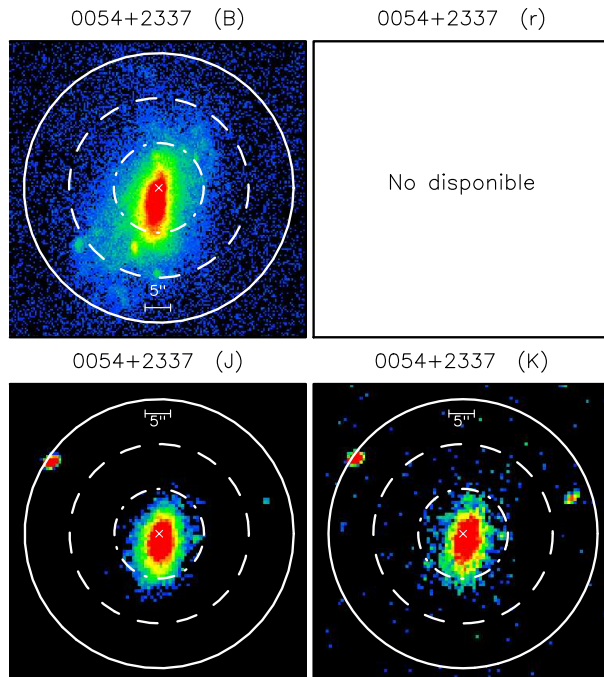 0054+2337 (B)
0054+2337 (r)
No disponible
5"
0054+2337 (J)
0054+2337 (K)
5"
5"